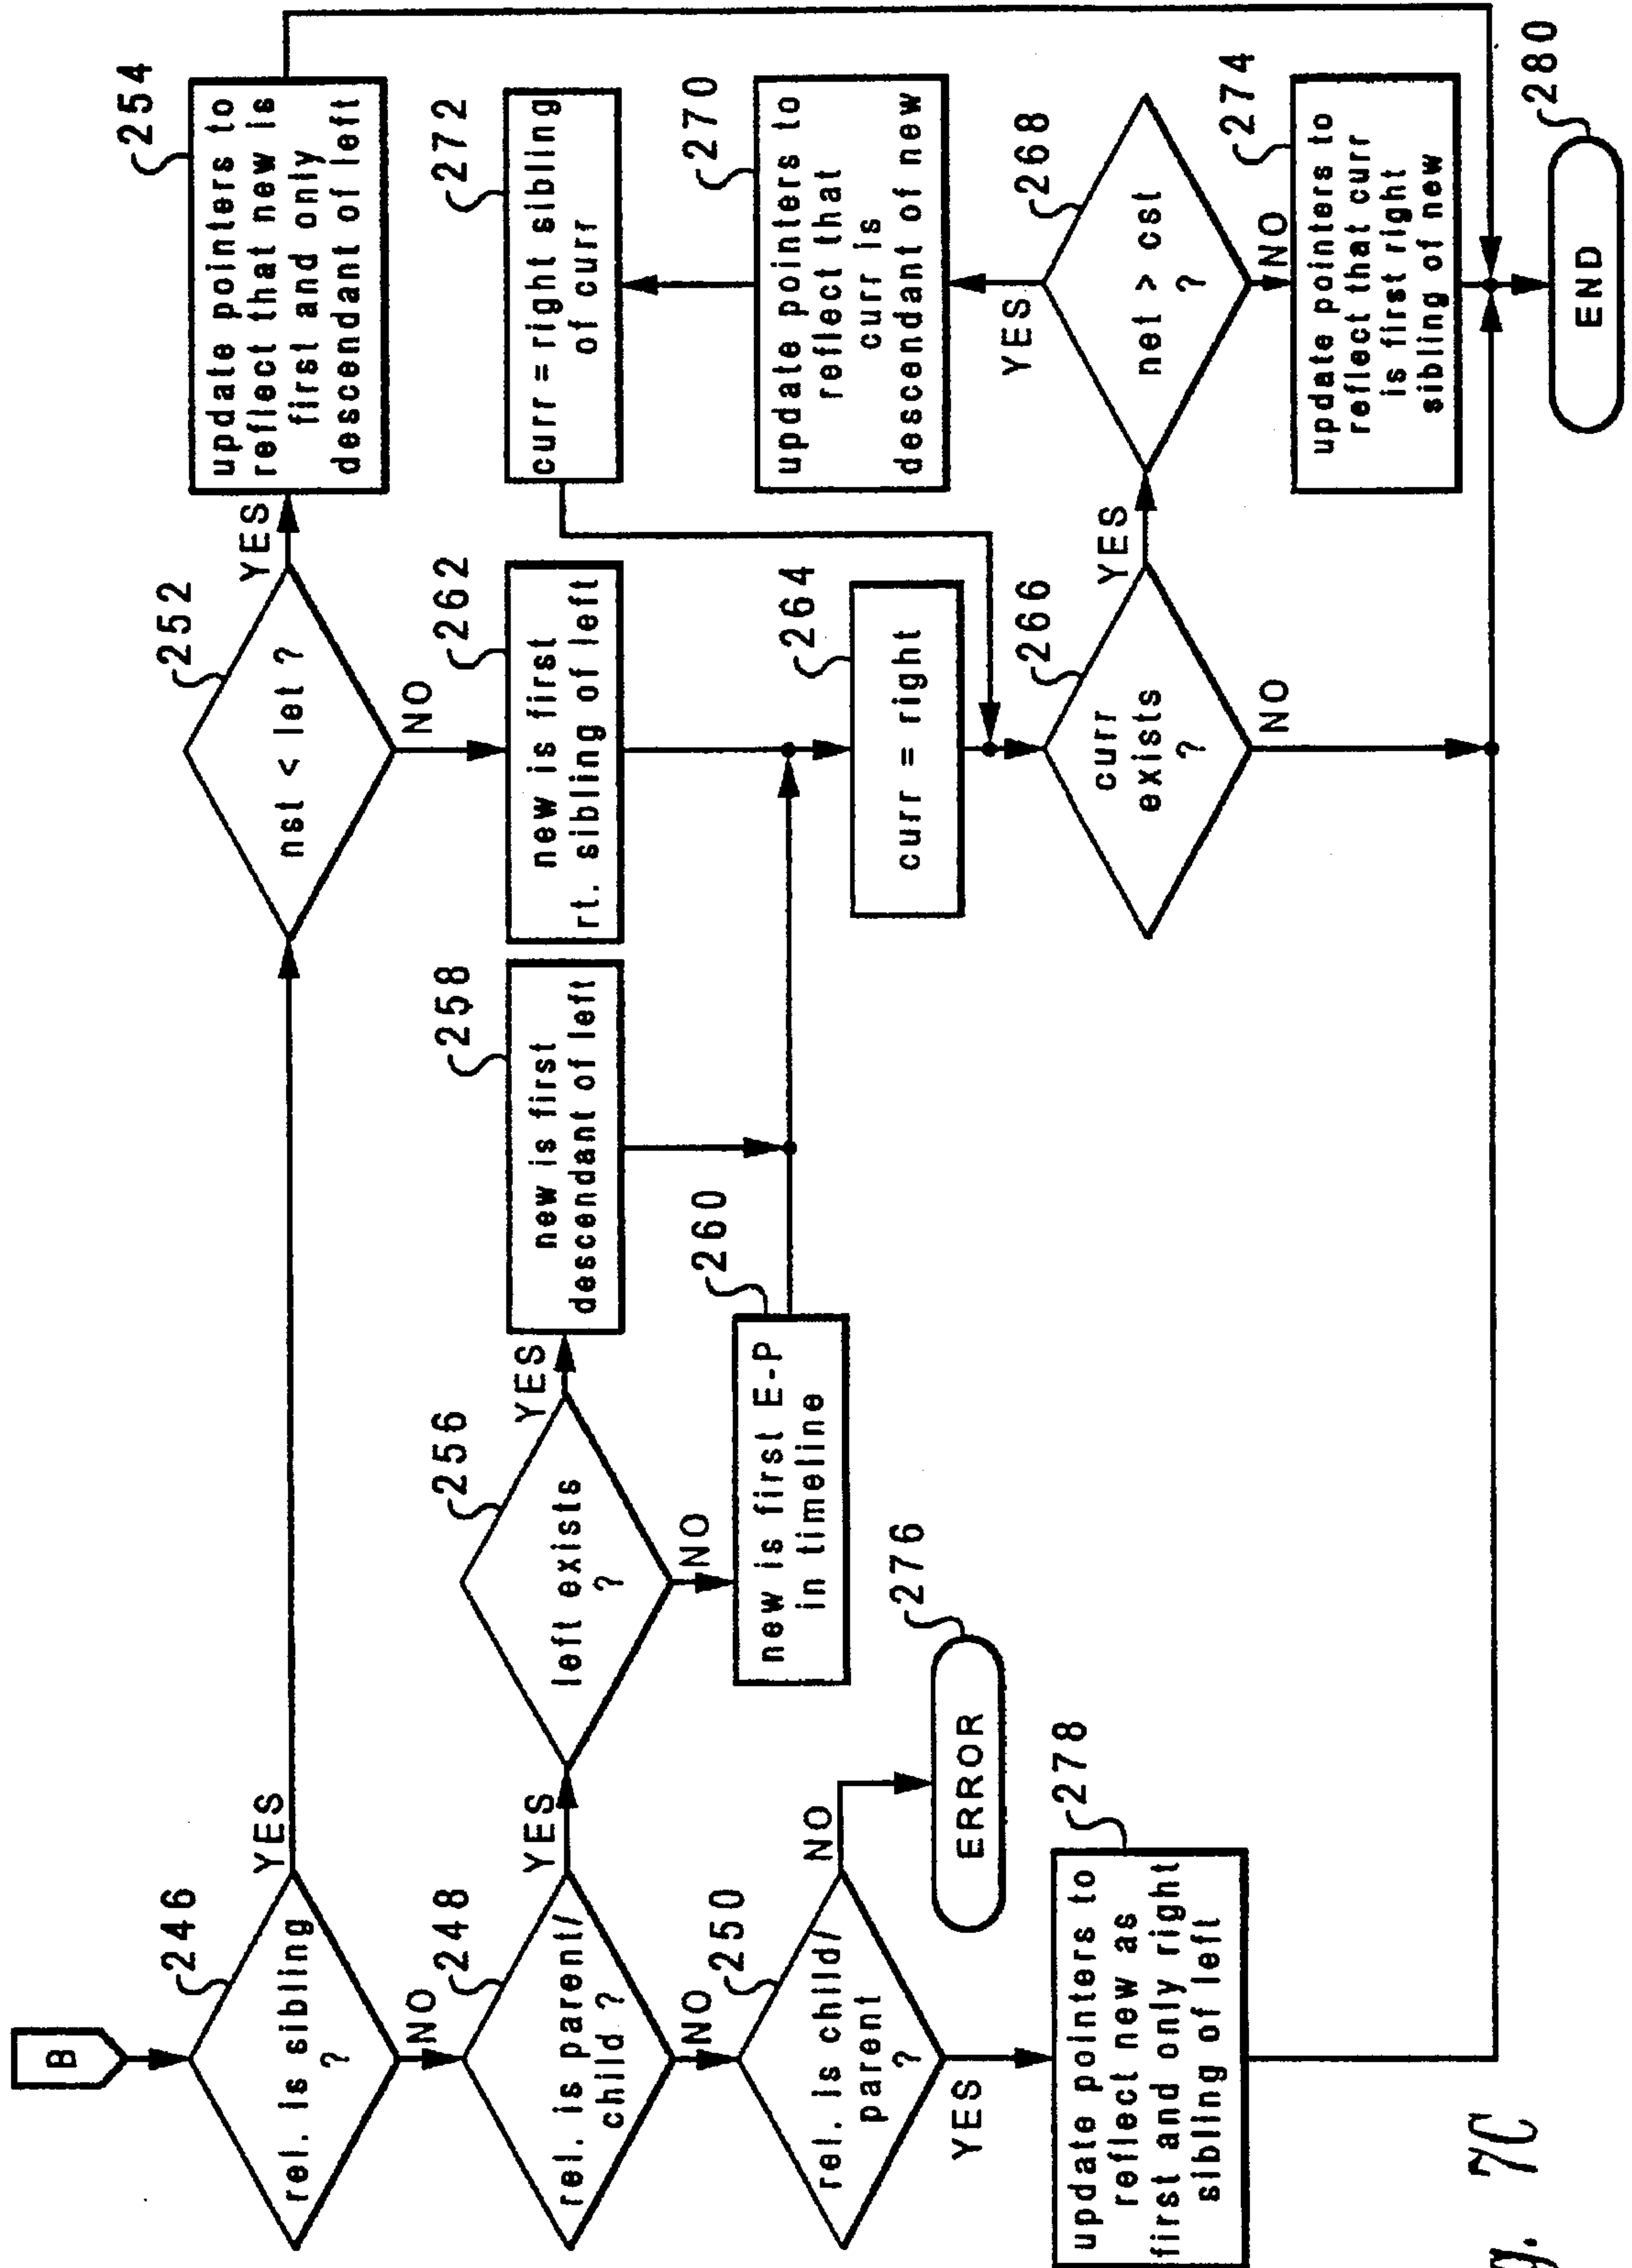 B
246
rel. is sibling
?
YES
NO
248
rel. is parent/
child ?
YES
NO
250
rel. is child/
parent
?
NO
YES
276
ERROR
278
update pointers to
reflect new as
first and only right
sibling of left
256
left exists
?
YES
NO
258
new is first
descendant of left
260
new is first E-P
in timeline
252
nst < let ?
YES
NO
254
update pointers to
reflect that new is
first and only
descendant of left
262
new is first
rt. sibling of left
264
curr = right
266
curr
exists
?
YES
NO
268
net > cst
?
YES
NO
270
update pointers to
reflect that
curr is
descendant of new
272
curr = right sibling
of curr
274
update pointers to
reflect that curr
is first right
sibling of new
280
END
7C